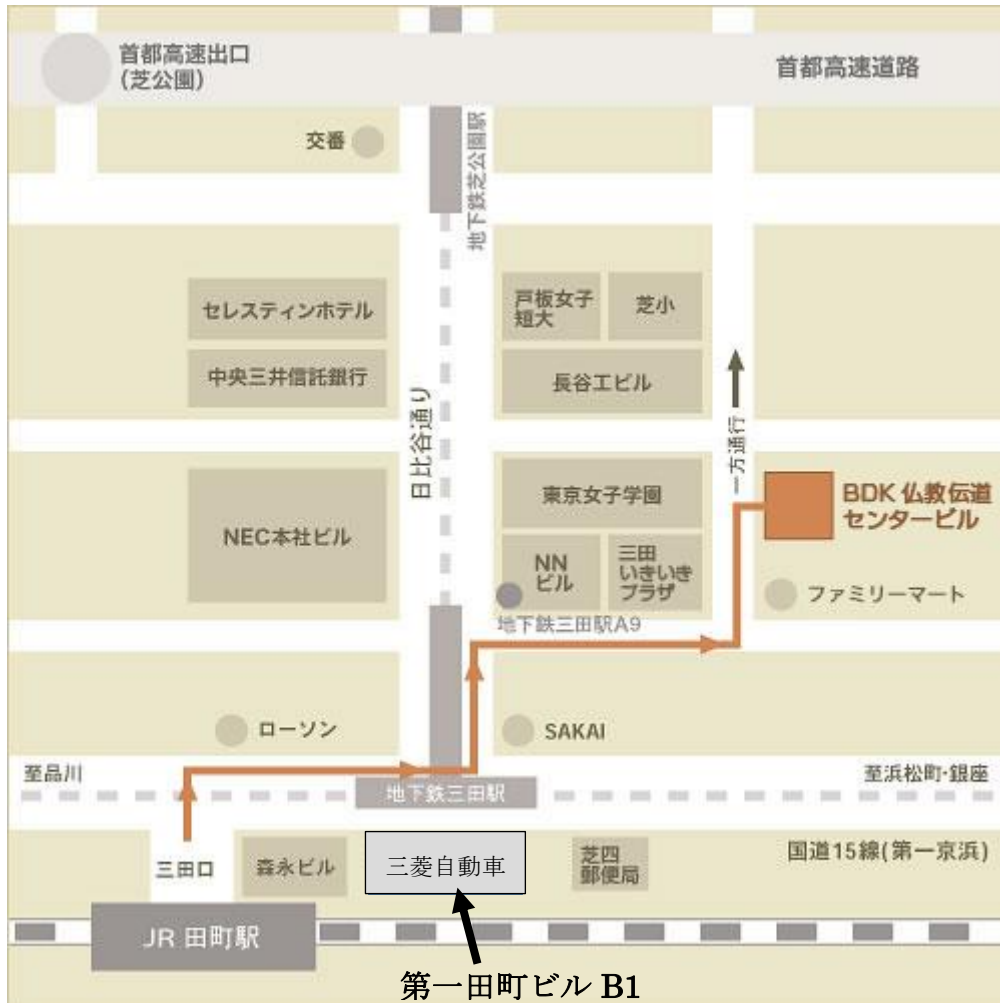 首都高速出口
(芝公園)
首都高速道路
交番
地下鉄芝公園駅
セレスティンホテル
戸板女子
短大
芝小
中央三井信託銀行
長谷工ビル
日比谷通り
一方通行
NEC本社ビル
東京女子学園
BDK 仏教伝道
センタービル
NN
ビル
三田
いきいき
プラザ
ファミリーマート
地下鉄三田駅A9
ローソン
SAKAI
至品川
至浜松町・銀座
地下鉄三田駅
三田口
森永ビル
三菱自動車
芝四
郵便局
国道15線(第一京浜)
JR 田町駅
第一田町ビル B1